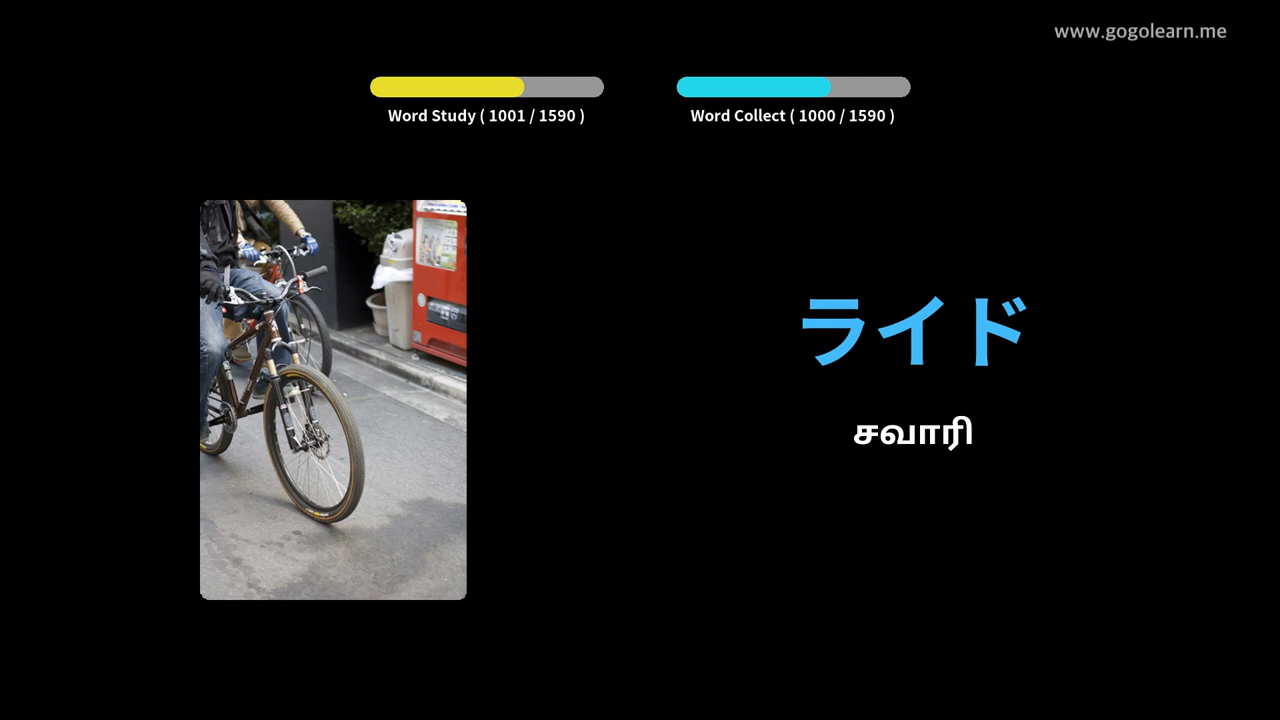 www.gogolearn.me
Word Study ( 1001 / 1590 )
Word Collect ( 1000 / 1590 )
ライド
சவாரி